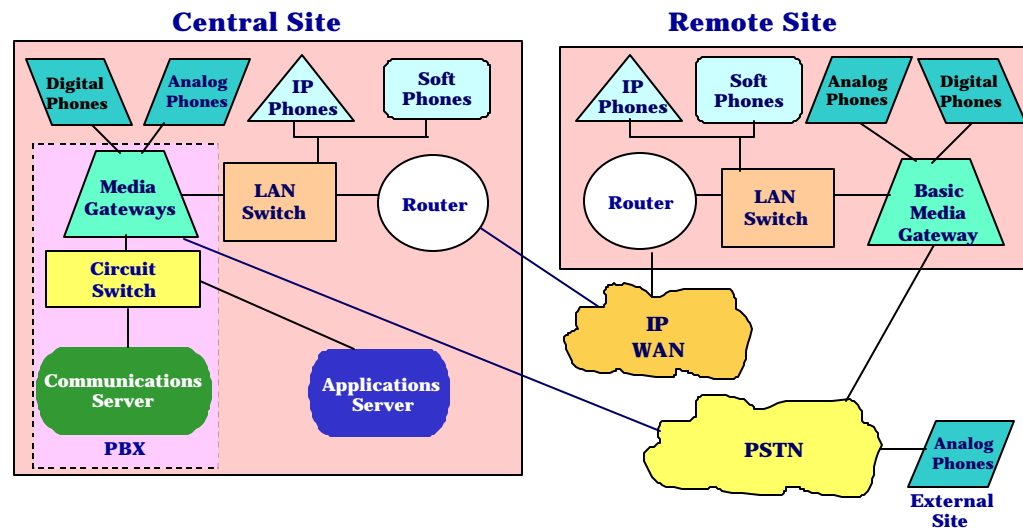 Central Site
Remote Site
Digital
Phones
Analog
Phones
IP
Phones
Soft
Phones
Media
Gateways
LAN
Switch
Router
Circuit
Switch
Communications
Server
Applications
Server
PBX
IP
Phones
Soft
Phones
Analog
Phones
Digital
Phones
Router
LAN
Switch
Basic
Media
Gateway
IP
WAN
PSTN
Analog
Phones
External
Site